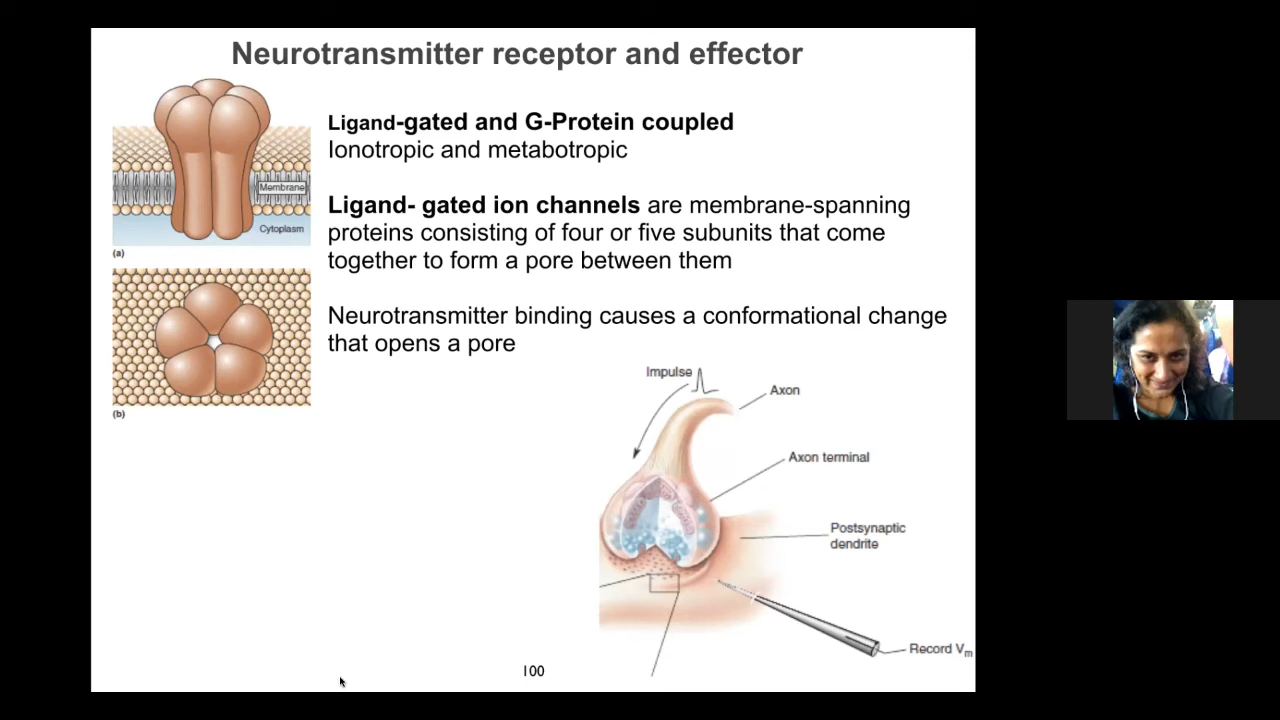 Neurotransmitter receptor and effector
Membrane
Cytoplasm
(a)
(b)
Ligand-gated and G-Protein coupled
Ionotropic and metabotropic
Ligand- gated ion channels are membrane-spanning
proteins consisting of four or five subunits that come
together to form a pore between them
Neurotransmitter binding causes a conformational change
that opens a pore
Impulse
Axon
Axon terminal
Postsynaptic
dendrite
Record Vm
100